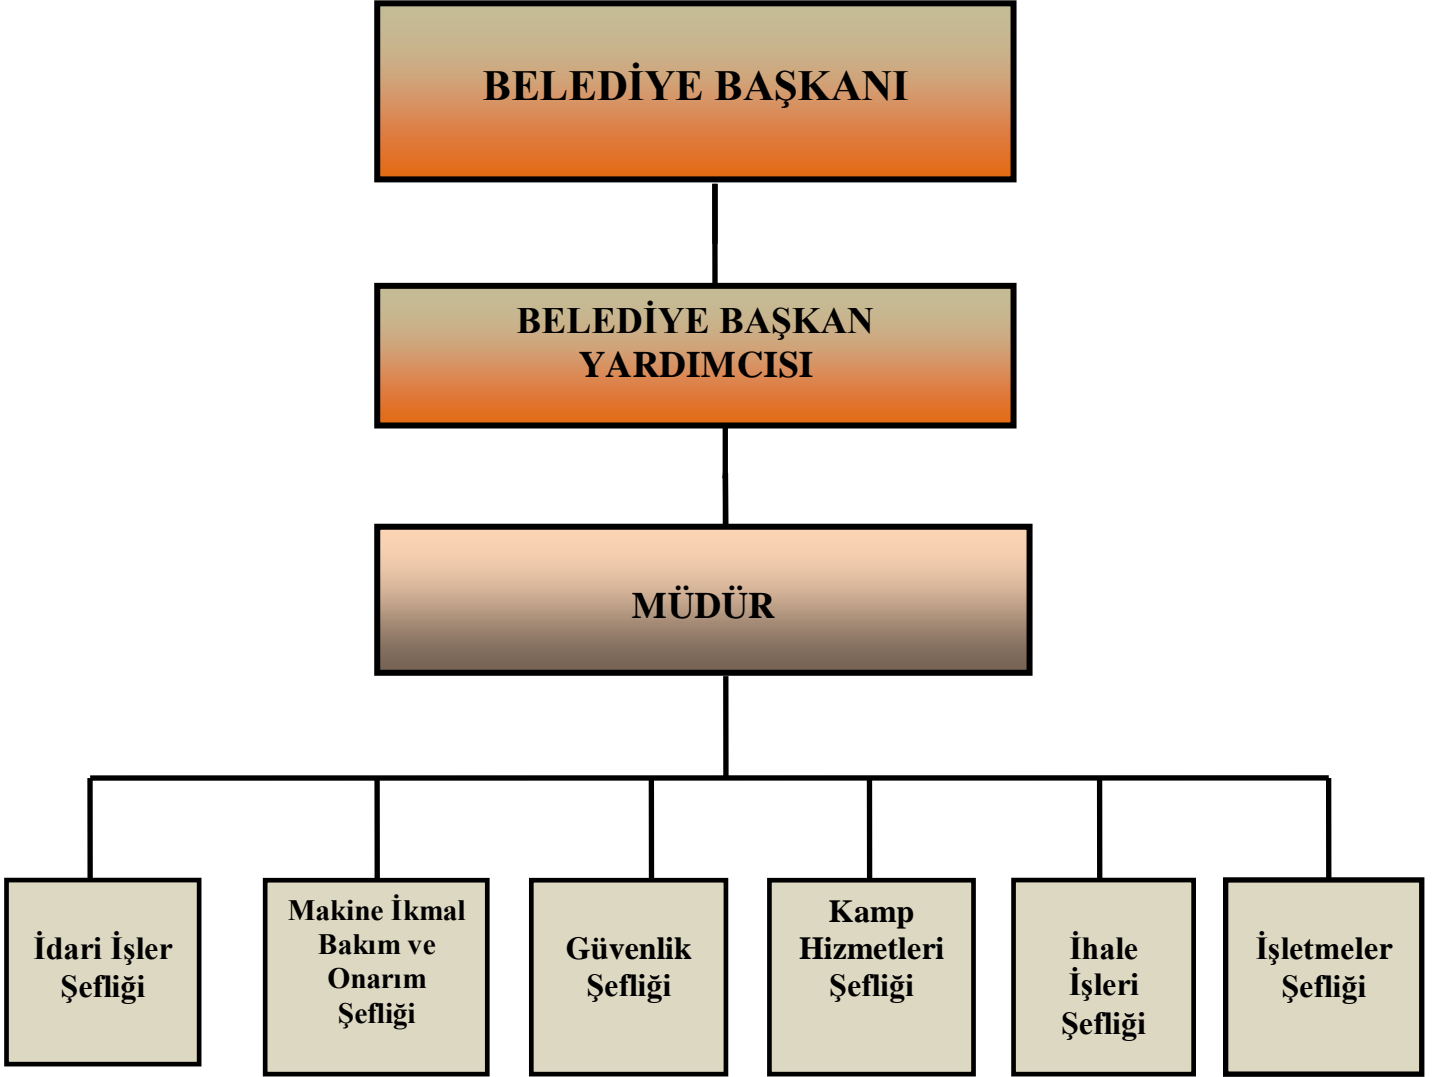 BELEDİYE BAŞKANI
BELEDİYE BAŞKAN
YARDIMCISI
MÜDÜR
İdari İşler
Şefliği
Makine İkmal
Bakım ve
Onarım
Şefliği
Güvenlik
Şefliği
Kamp
Hizmetleri
Şefliği
İhale
İşleri
Şefliği
İşletmeler
Şefliği